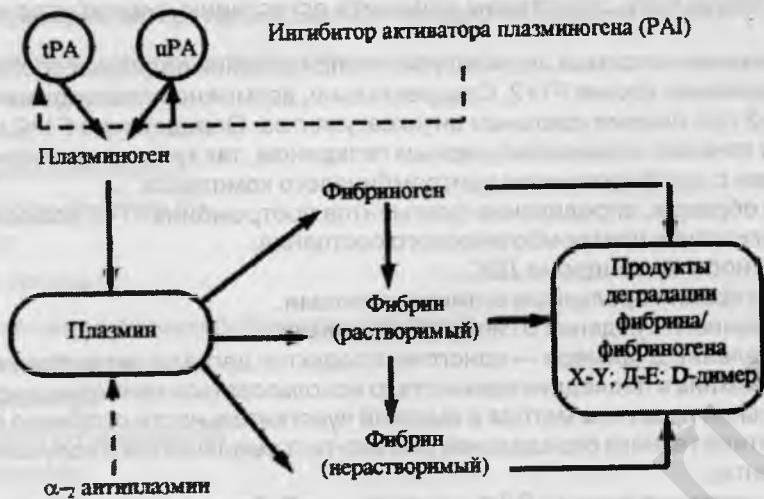 tPA
uPA
Ингибитор активатора плазминогена (PAI)
Плазминоген
Фибриноген
Плазмин
Фибрин
(растворимый)
Продукты
деградации
фибрина/
фибриногена
X-Y; Д-Е; D-димер
Фибрин
(нерастворимый)
α-2 антиплазмин